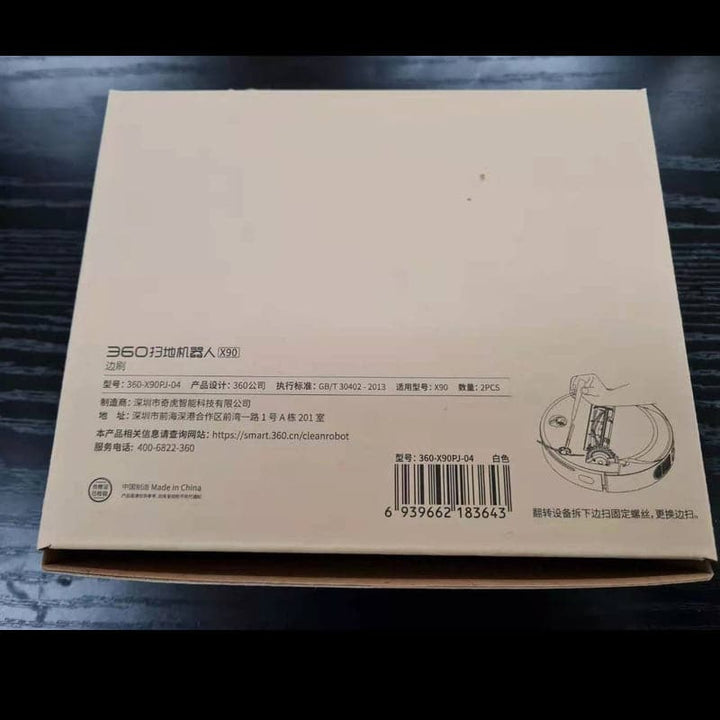 360扫地机器人 X90
边刷
型号：360-X90PJ-04 产品设计：360公司 执行标准：GB/T 30402 - 2013 适用型号：X90 数量：2PCS
制造商：深圳市奇虎智能科技有限公司
地 址：深圳市前海深港合作区前湾一路 1 号 A 栋 201 室
本产品相关信息请查询网站：https://smart.360.cn/cleanrobot
服务电话：400-6822-360
中国制造 Made in China
型号：360-X90PJ-04 白色
6 939662 183643
翻转设备拆下边扫固定螺丝，更换边扫。